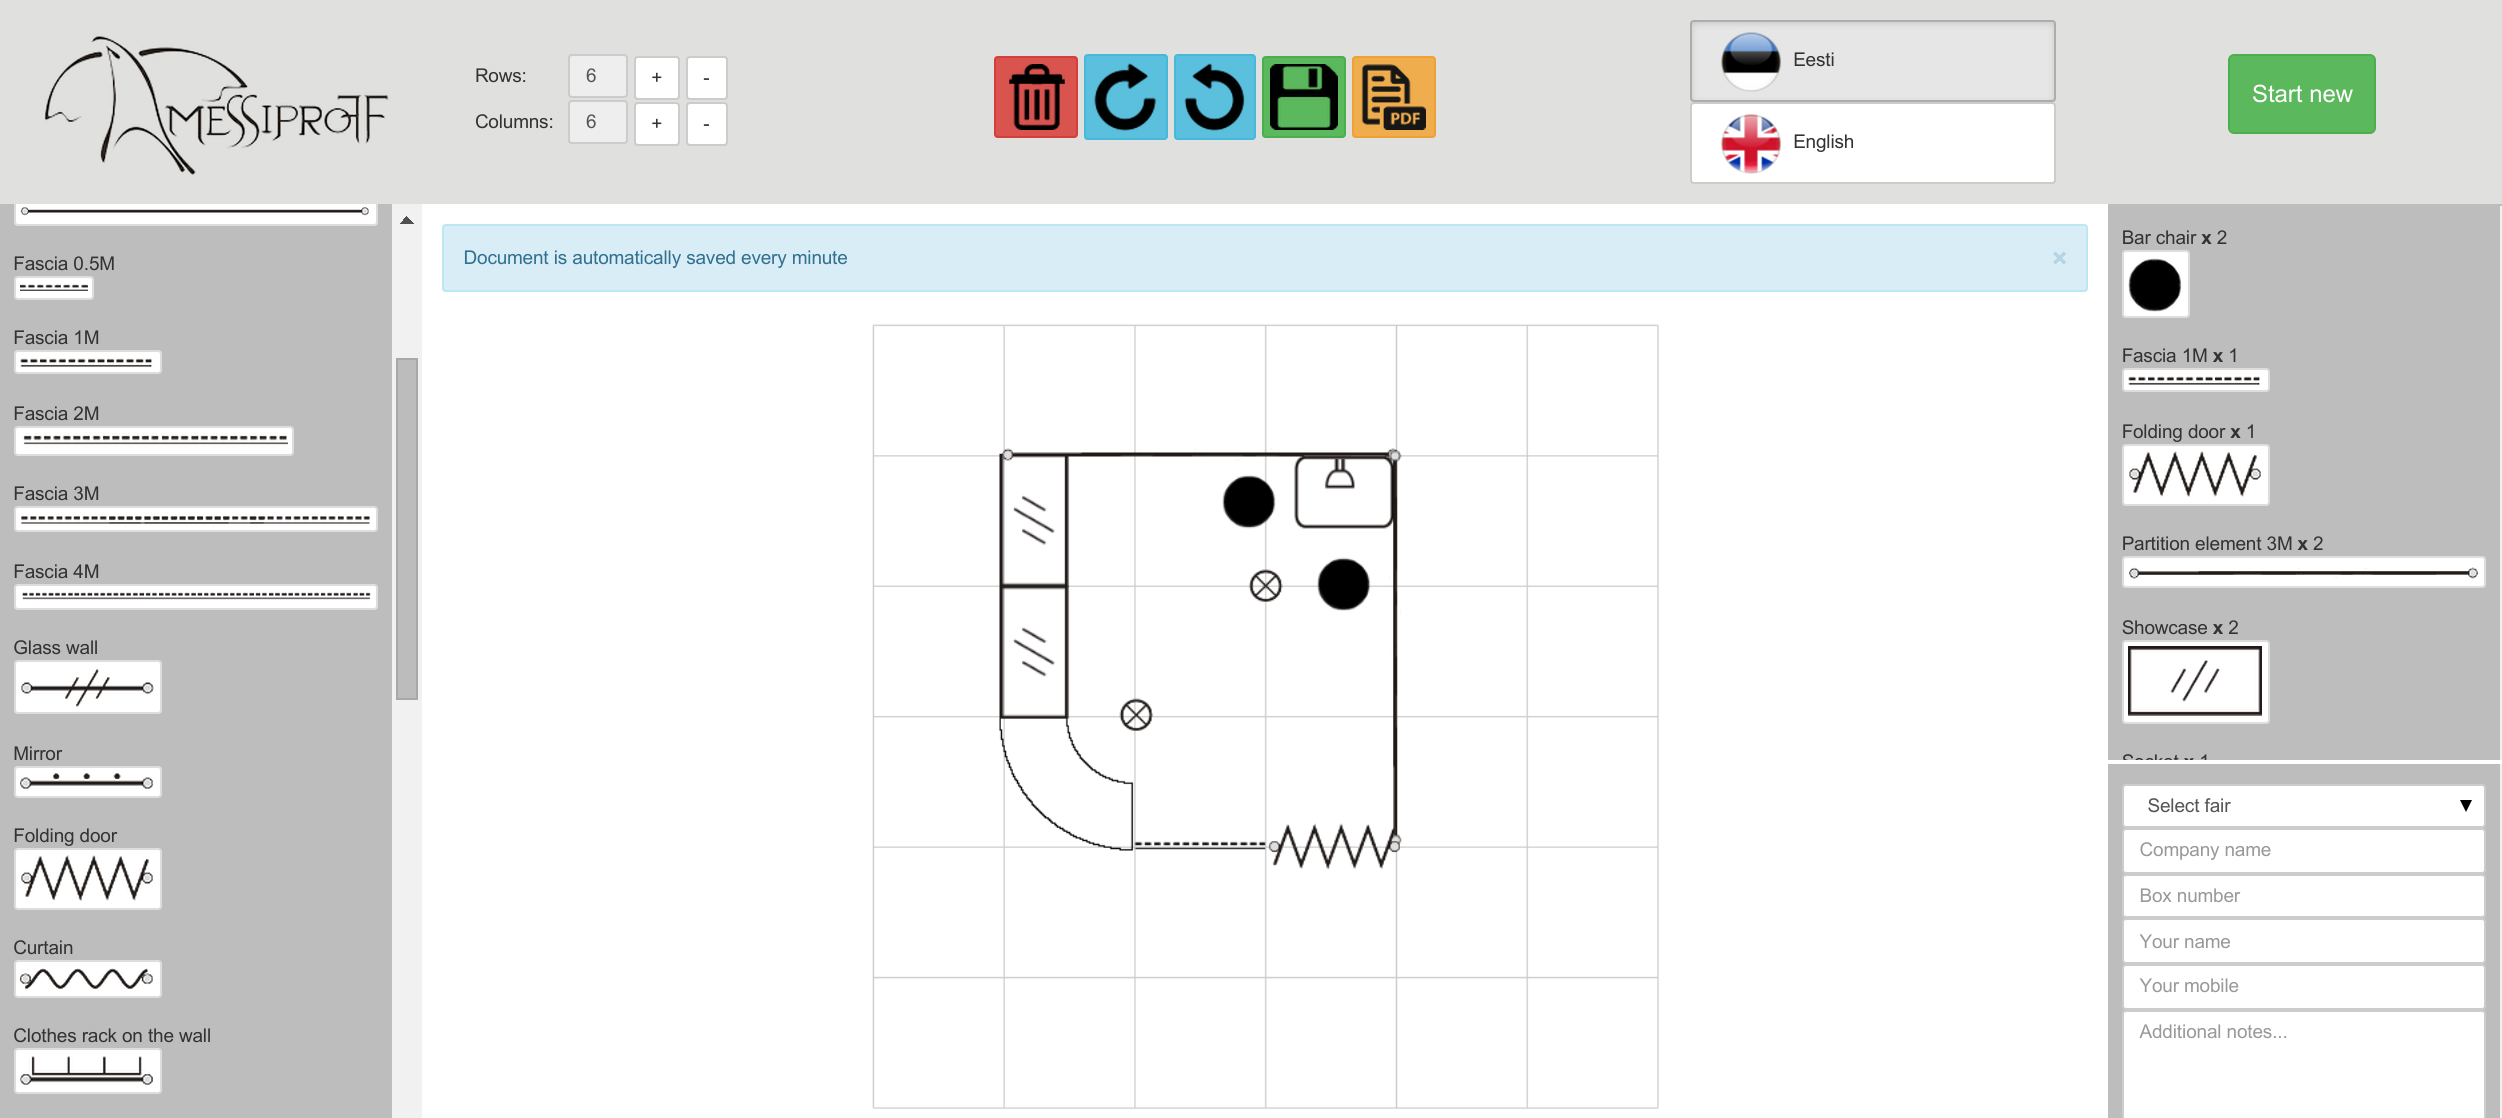 MESSIPROFF
Rows:
6
+
-
Columns:
6
+
-
PDF
Eesti
English
Start new
Fascia 0.5M
Fascia 1M
Fascia 2M
Fascia 3M
Fascia 4M
Glass wall
Mirror
Folding door
Curtain
Clothes rack on the wall
Document is automatically saved every minute
×
Bar chair x 2
Fascia 1M x 1
Folding door x 1
Partition element 3M x 2
Showcase x 2
Socket x 1
Select fair
Company name
Box number
Your name
Your mobile
Additional notes...